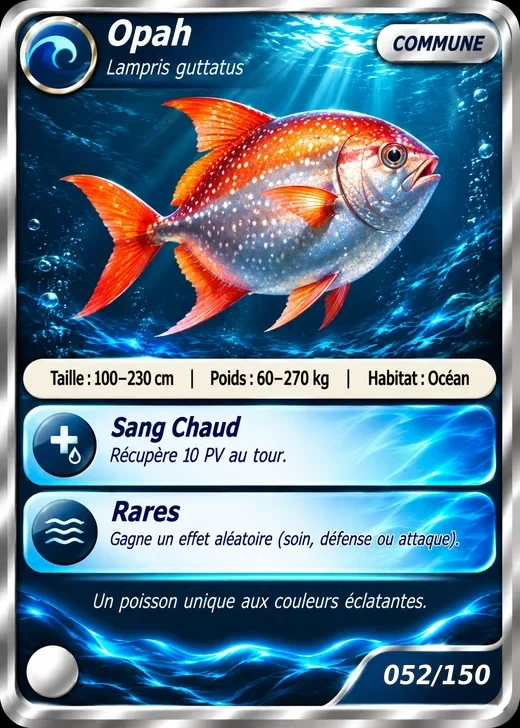 Opah
COMMUNE
Lampris guttatus
Taille : 100–230 cm | Poids : 60–270 kg | Habitat : Océan
Sang Chaud
Récupère 10 PV au tour.
Rares
Gagne un effet aléatoire (soin, défense ou attaque).
Un poisson unique aux couleurs éclatantes.
052/150